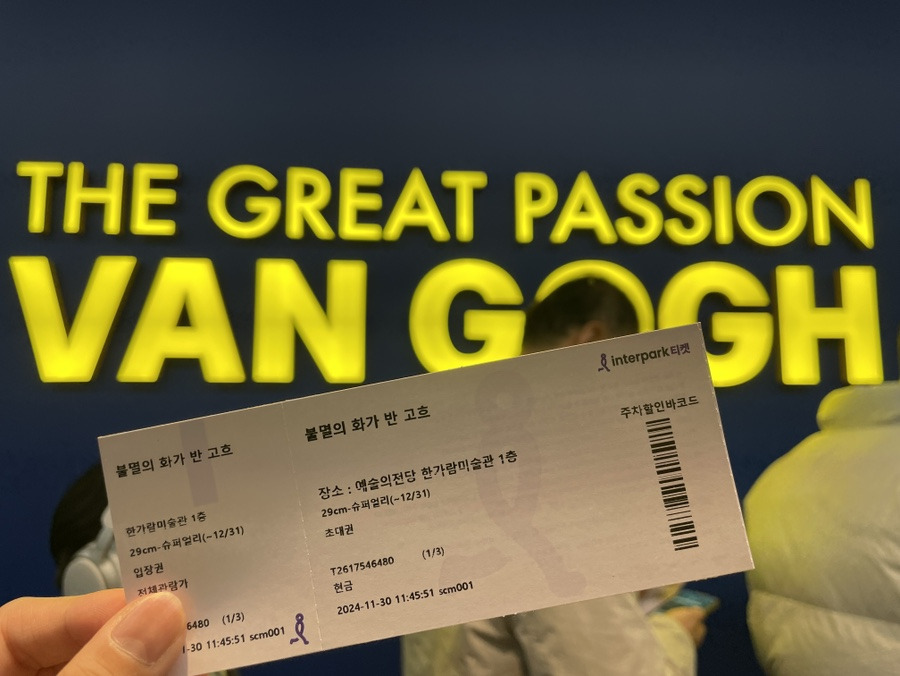 THE GREAT PASSION
VAN GOGH
불멸의 화가 반 고흐
한가람미술관 1층
29cm-슈퍼얼리(~12/31)
입장권
전체관람가
6480 (1/3)
1-30 11:45:51 scm001
interpark티켓
불멸의 화가 반 고흐
주차할인바코드
장소 : 예술의전당 한가람미술관 1층
29cm-슈퍼얼리(~12/31)
초대권
T2617546480 (1/3)
현금
2024-11-30 11:45:51 scm001